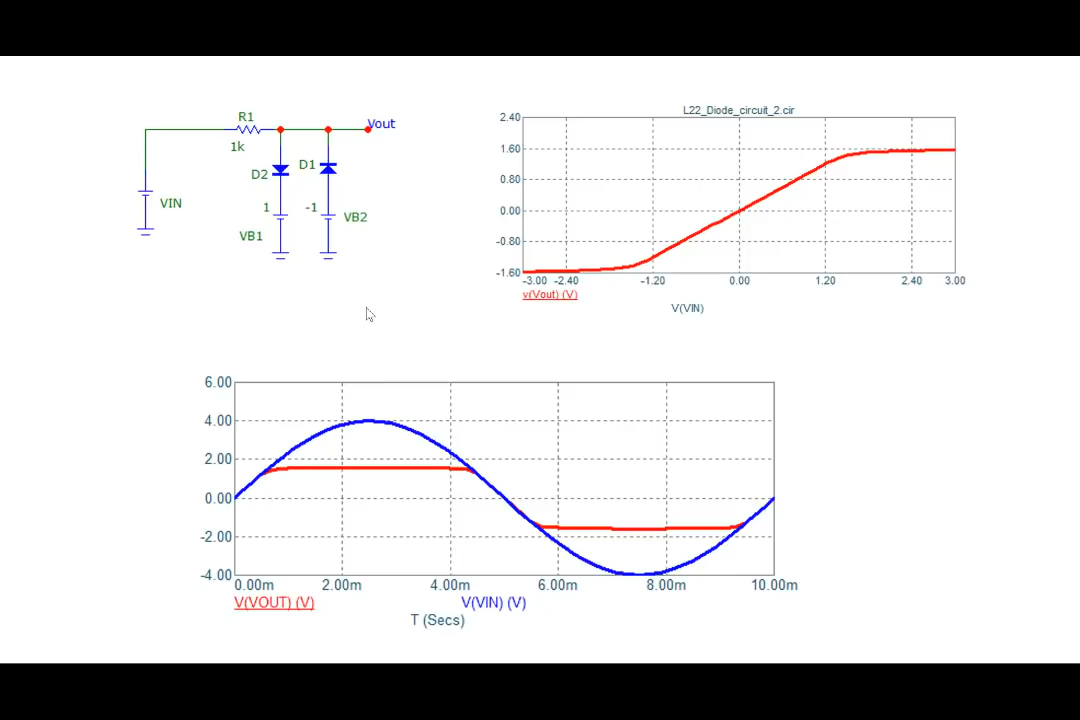 R1
Vout
1k
D2
D1
VIN
1
-1
VB2
VB1
L22_Diode_circuit_2.cir
2.40
1.60
0.80
0.00
-0.80
-1.60
-3.00 -2.40 -1.20 0.00 1.20 2.40 3.00
v(Vout) (V)
V(VIN)
6.00
4.00
2.00
0.00
-2.00
-4.00
0.00m 2.00m 4.00m 6.00m 8.00m 10.00m
V(VOUT) (V) V(VIN) (V)
T (Secs)